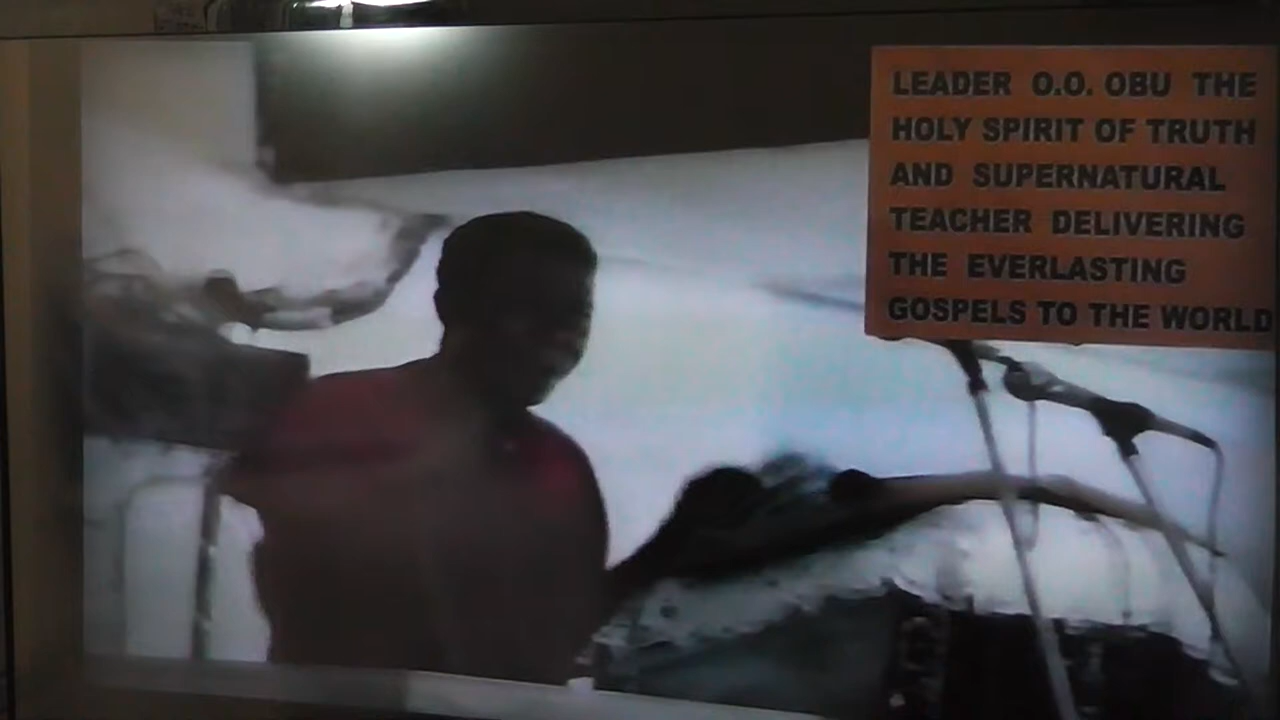 LEADER O.O. OBU THE
HOLY SPIRIT OF TRUTH
AND SUPERNATURAL
TEACHER DELIVERING
THE EVERLASTING
GOSPELS TO THE WORLD